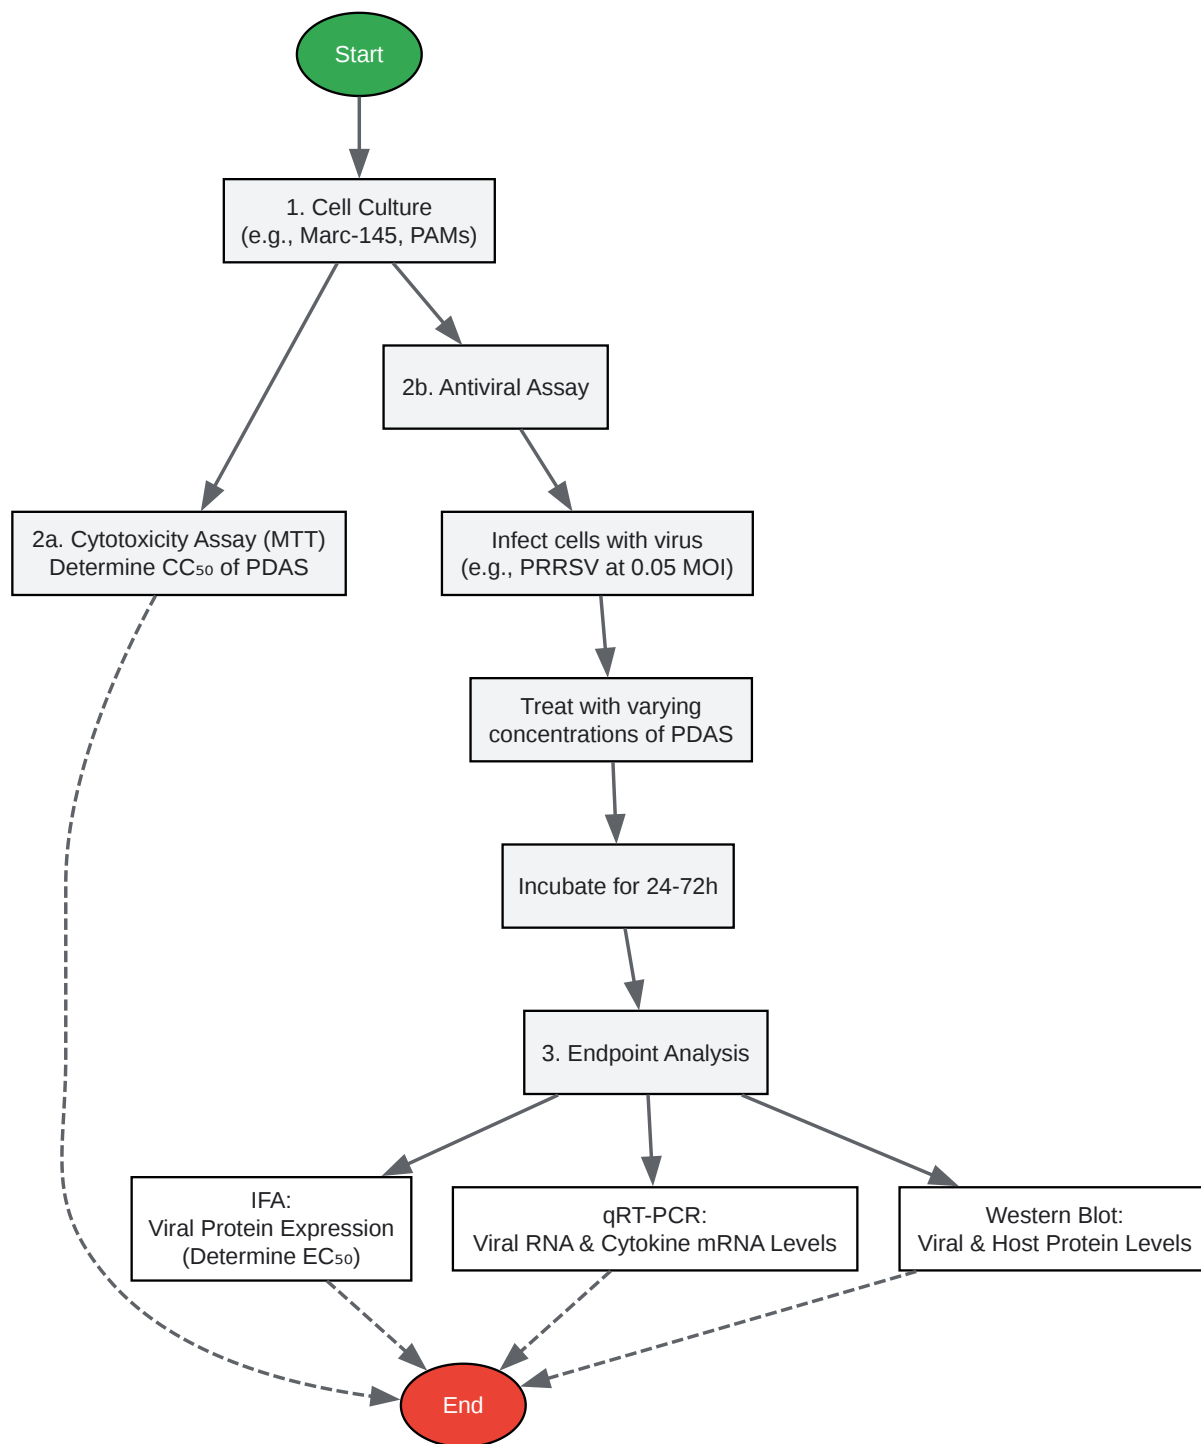 Start
1. Cell Culture
(e.g., Marc-145, PAMs)
2b. Antiviral Assay
2a. Cytotoxicity Assay (MTT)
Determine CC₅₀ of PDAS
Infect cells with virus
(e.g., PRRSV at 0.05 MOI)
Treat with varying
concentrations of PDAS
Incubate for 24-72h
3. Endpoint Analysis
IFA:
Viral Protein Expression
(Determine EC₅₀)
qRT-PCR:
Viral RNA & Cytokine mRNA Levels
Western Blot:
Viral & Host Protein Levels
End